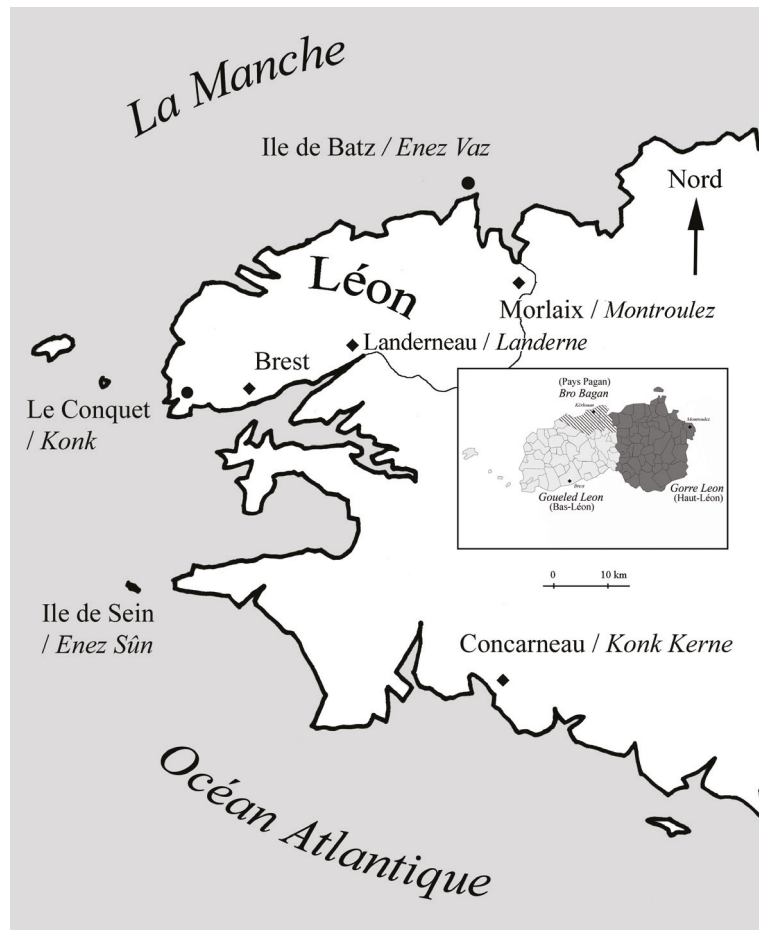 La Manche
Ile de Batz / Enez Vaz
Nord
Léon
Morlaix / Montroulez
Landerneau / Landerne
Brest
Le Conquet
/ Konk
(Pays Pagan)
Bro Bagan
Montroulez
Brest
Goueled Leon
(Bas-Léon)
Gorre Leon
(Haut-Léon)
0 10 km
Ile de Sein
/ Enez Sûn
Concarneau / Konk Kerne
Océan Atlantique